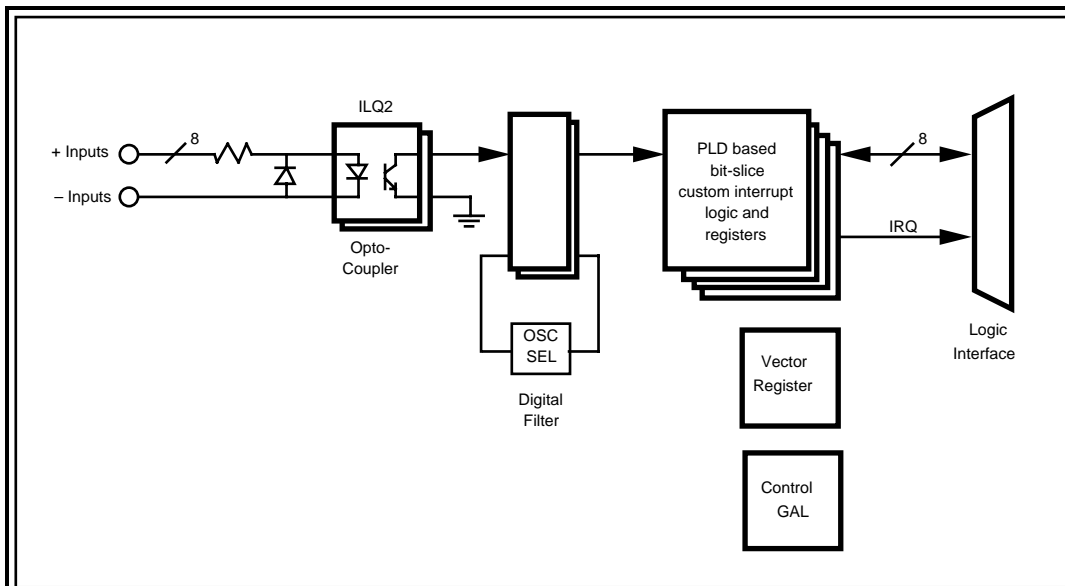 ILQ2
8
+ Inputs
– Inputs
Opto-
Coupler
OSC
SEL
Digital
Filter
PLD based
bit-slice
custom interrupt
logic and
registers
8
IRQ
Logic
Interface
Vector
Register
Control
GAL